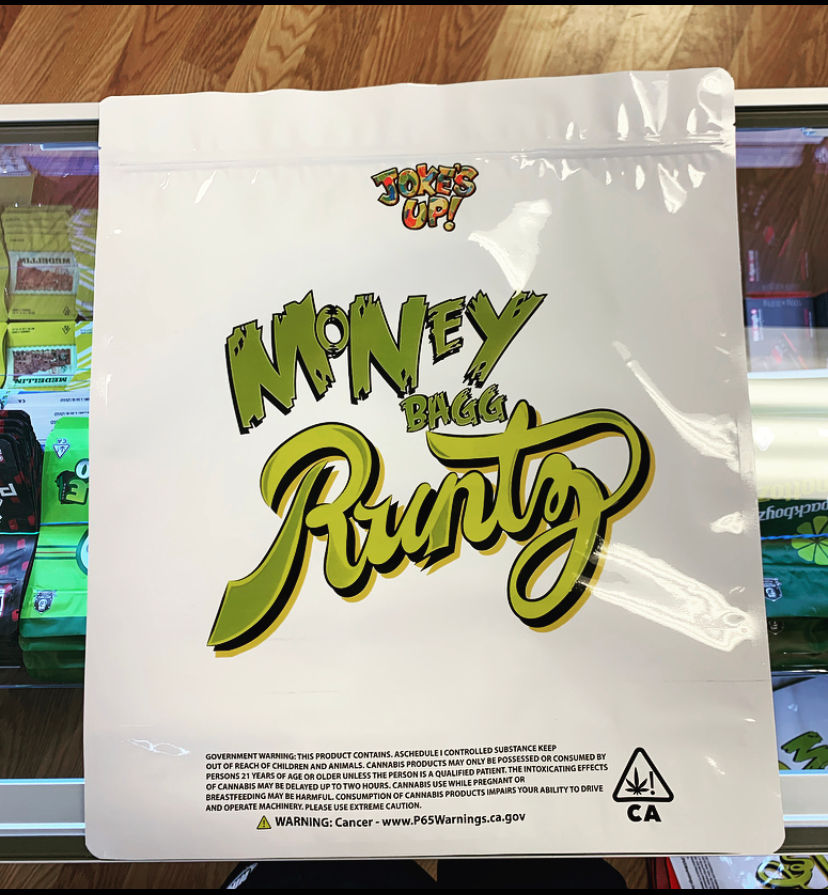 JOKE'S
UP!
MONEY
BAGG
Runtz
GOVERNMENT WARNING: THIS PRODUCT CONTAINS. ASCHEDULE I CONTROLLED SUBSTANCE KEEP
OUT OF REACH OF CHILDREN AND ANIMALS. CANNABIS PRODUCTS MAY ONLY BE POSSESSED OR CONSUMED BY
PERSONS 21 YEARS OF AGE OR OLDER UNLESS THE PERSON IS A QUALIFIED PATIENT. THE INTOXICATING EFFECTS
OF CANNABIS MAY BE DELAYED UP TO TWO HOURS. CANNABIS USE WHILE PREGNANT OR
BREASTFEEDING MAY BE HARMFUL. CONSUMPTION OF CANNABIS PRODUCTS IMPAIRS YOUR ABILITY TO DRIVE
AND OPERATE MACHINERY. PLEASE USE EXTREME CAUTION.
WARNING: Cancer - www.P65Warnings.ca.gov
CA
MEDELLIN
MEDELLIN
packboyz